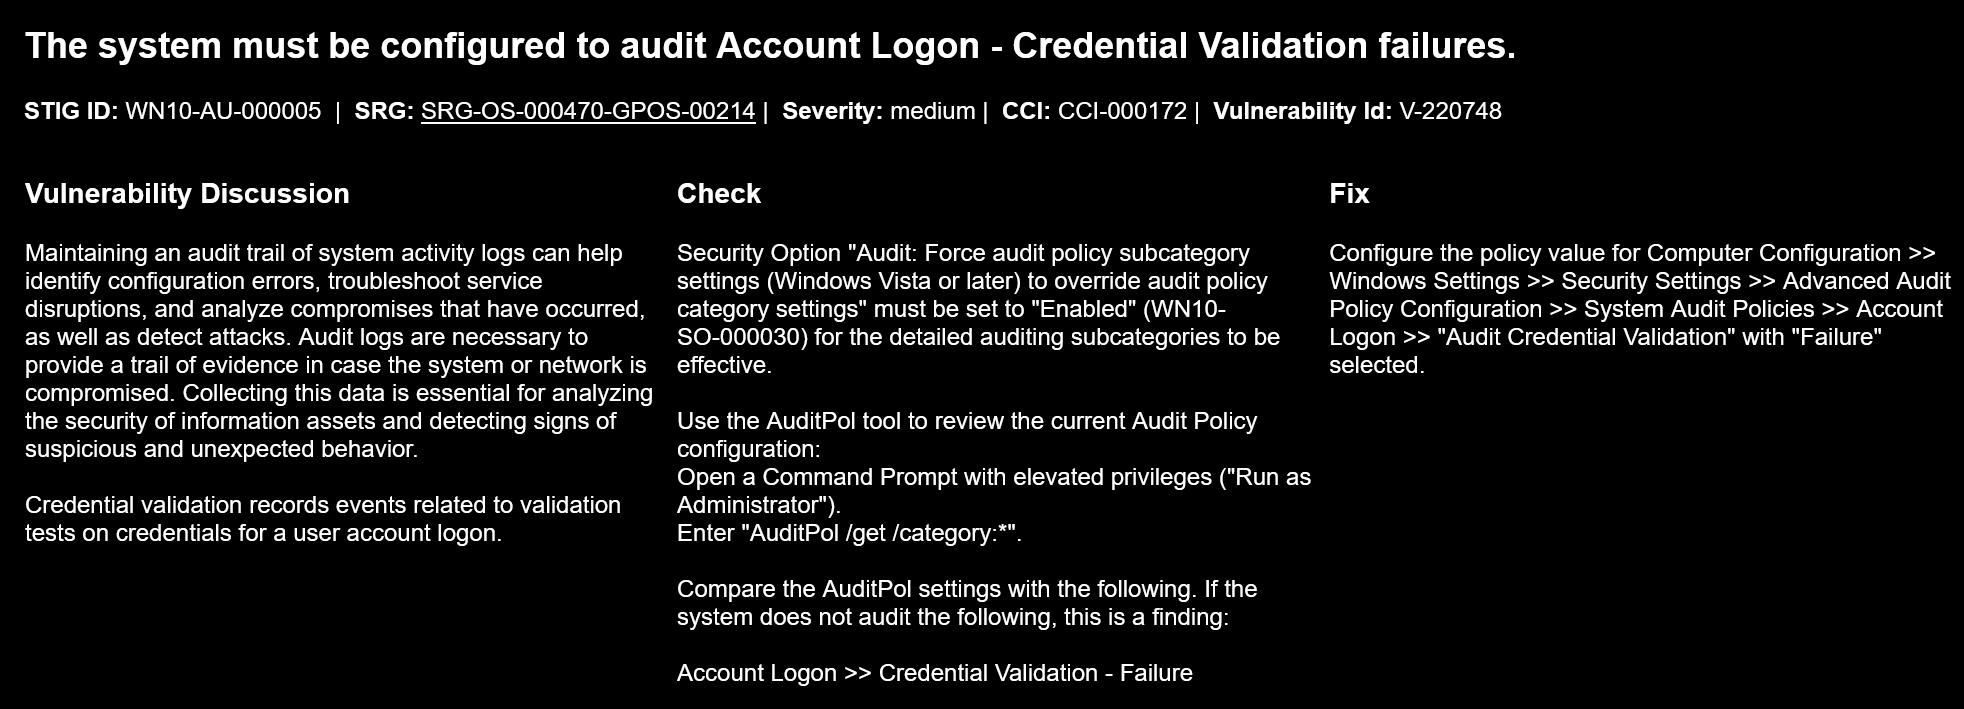 The system must be configured to audit Account Logon - Credential Validation failures.
STIG ID: WN10-AU-000005 | SRG: SRG-OS-000470-GPOS-00214 | Severity: medium | CCI: CCI-000172 | Vulnerability Id: V-220748
Vulnerability Discussion
Maintaining an audit trail of system activity logs can help
identify configuration errors, troubleshoot service
disruptions, and analyze compromises that have occurred,
as well as detect attacks. Audit logs are necessary to
provide a trail of evidence in case the system or network is
compromised. Collecting this data is essential for analyzing
the security of information assets and detecting signs of
suspicious and unexpected behavior.
Credential validation records events related to validation
tests on credentials for a user account logon.
Check
Security Option "Audit: Force audit policy subcategory
settings (Windows Vista or later) to override audit policy
category settings" must be set to "Enabled" (WN10-
SO-000030) for the detailed auditing subcategories to be
effective.
Use the AuditPol tool to review the current Audit Policy
configuration:
Open a Command Prompt with elevated privileges ("Run as
Administrator").
Enter "AuditPol /get /category:*".
Compare the AuditPol settings with the following. If the
system does not audit the following, this is a finding:
Account Logon >> Credential Validation - Failure
Fix
Configure the policy value for Computer Configuration >>
Windows Settings >> Security Settings >> Advanced Audit
Policy Configuration >> System Audit Policies >> Account
Logon >> "Audit Credential Validation" with "Failure"
selected.